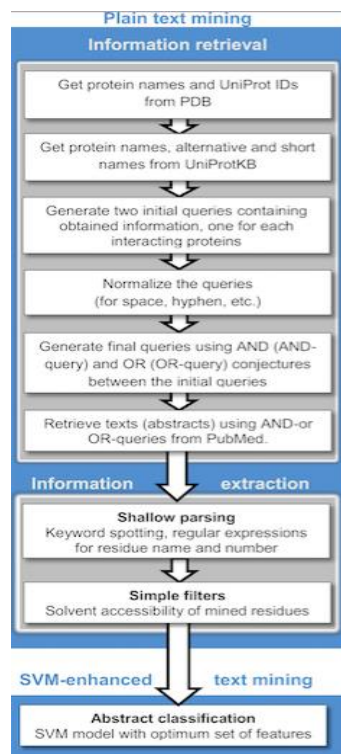 Plain text mining
Information retrieval
Get protein names and UniProt IDs
from PDB
Get protein names, alternative and short
names from UniProtKB
Generate two initial queries containing
obtained information, one for each
interacting proteins
Normalize the queries
(for space, hyphen, etc.)
Generate final queries using AND (AND-
query) and OR (OR-query) conjectures
between the initial queries
Retrieve texts (abstracts) using AND-or
OR-queries from PubMed.
Information extraction
Shallow parsing
Keyword spotting, regular expressions
for residue name and number
Simple filters
Solvent accessibility of mined residues
SVM-enhanced text mining
Abstract classification
SVM model with optimum set of features